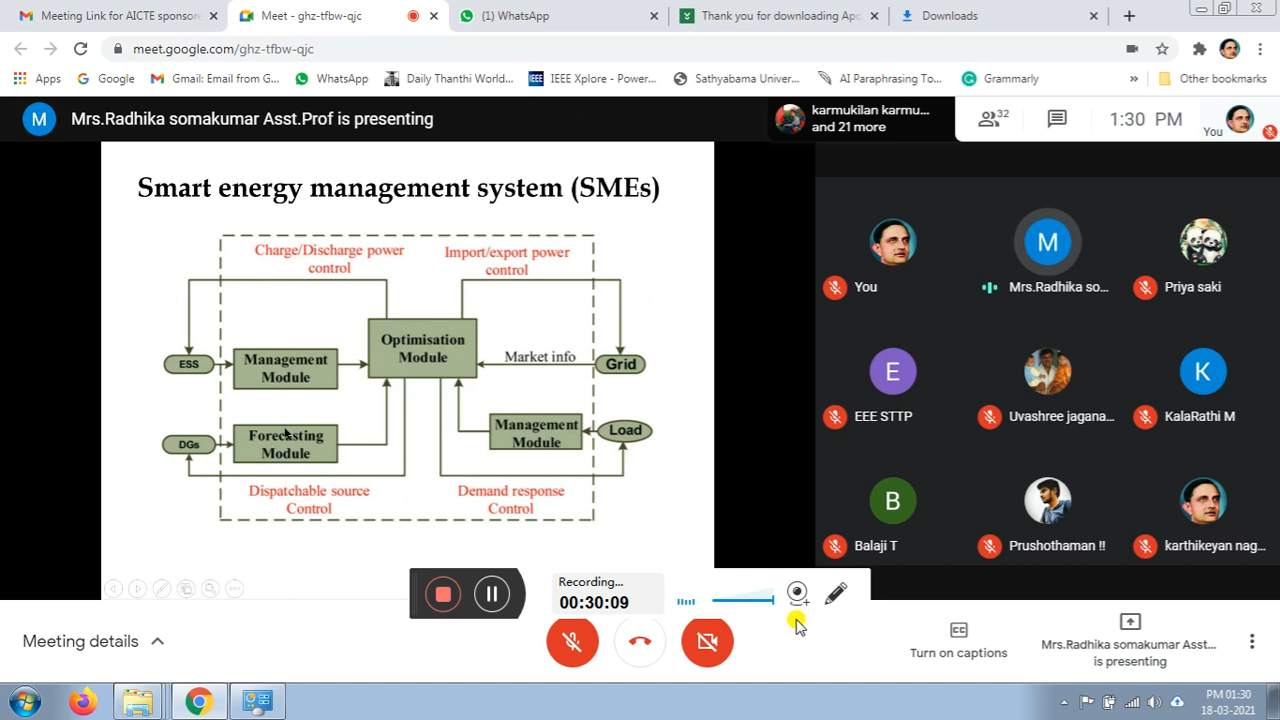 Meeting Link for AICTE sponsore
Meet - ghz-tfbw-qjc
(1) WhatsApp
Thank you for downloading Apo
Downloads
meet.google.com/ghz-tfbw-qjc
Apps
Google
Gmail: Email from G...
WhatsApp
Daily Thanthi World...
IEEE
IEEE Xplore - Power...
Sathyabama Univer...
AI Paraphrasing To...
Grammarly
»
Other bookmarks
M
Mrs.Radhika somakumar Asst.Prof is presenting
karmukilan karmu...
and 21 more
32
1:30 PM
You
Smart energy management system (SMEs)
Charge/Discharge power
control
Import/export power
control
Optimisation
Module
ESS
Management
Module
Market info
Grid
DGs
Forecasting
Module
Management
Module
Load
Dispatchable source
Control
Demand response
Control
M
You
Mrs.Radhika so...
Priya saki
E
K
EEE STTP
Uvashree jagana...
KalaRathi M
B
Balaji T
Prushothaman !!
karthikeyan nag...
Recording...
00:30:09
Meeting details
Turn on captions
Mrs.Radhika somakumar Asst...
is presenting
PM 01:30
18-03-2021